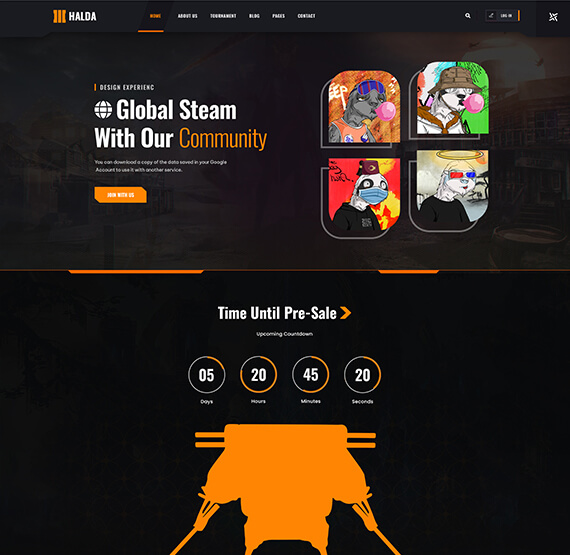 HALDA
HOME ABOUT US TOURNAMENT BLOG PAGES CONTACT
LOG IN
DESIGN EXPERIENC
Global Steam
With Our Community
You can download a copy of the data saved in your Google
Account to use it with another service.
JOIN WITH US
Time Until Pre-Sale
Upcoming Countdown
05 20 45 20
Days Hours Minutes Seconds